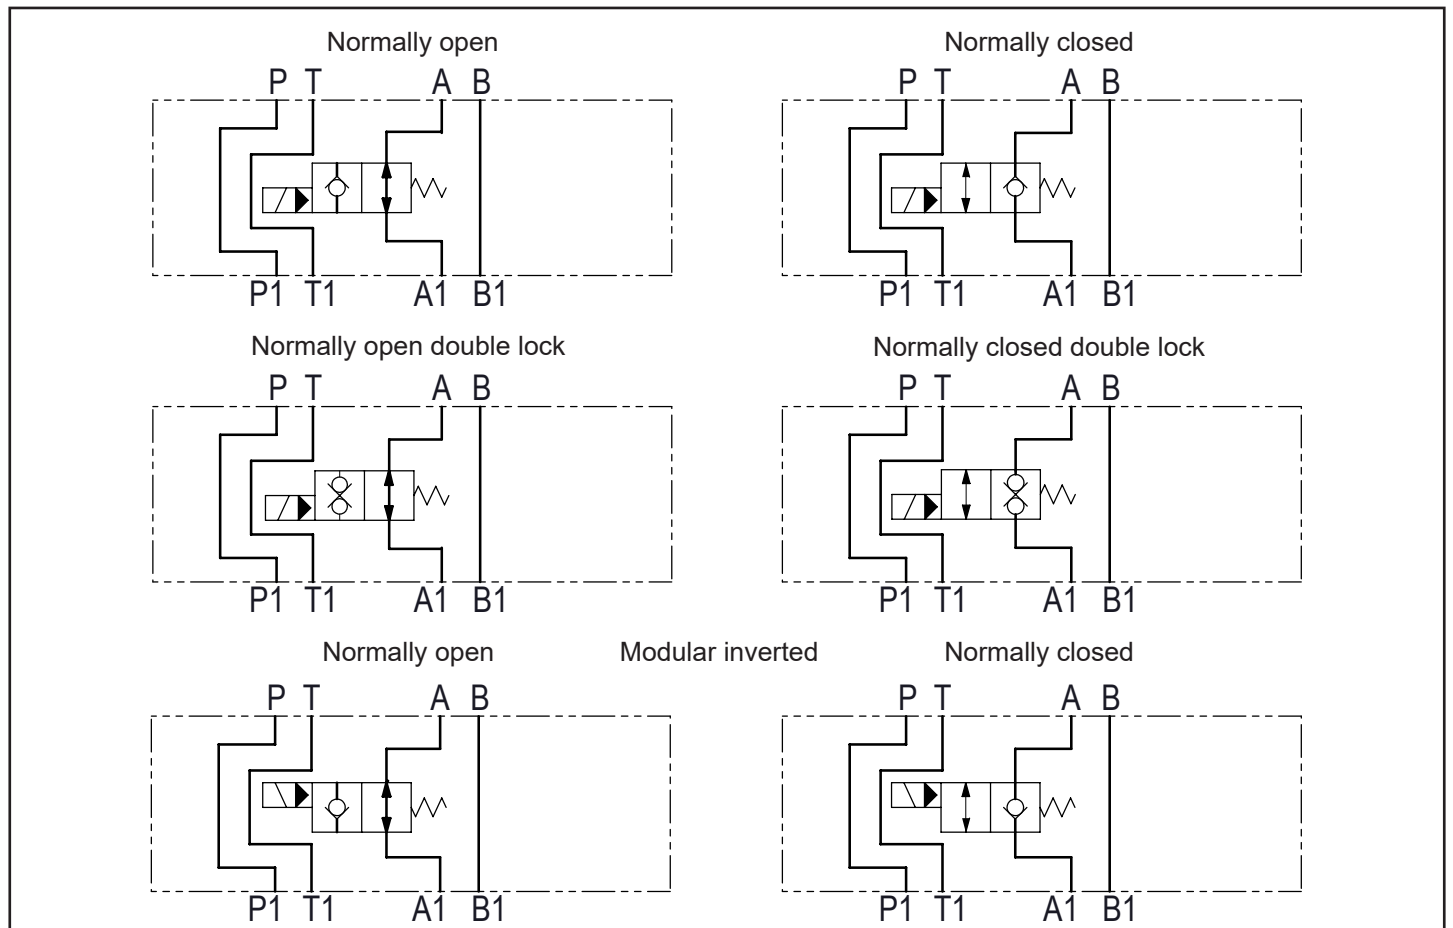 Normally open Normally closed
P T A B P T A B
P1 T1 A1 B1 P1 T1 A1 B1
Normally open double lock Normally closed double lock
P T A B P T A B
P1 T1 A1 B1 P1 T1 A1 B1
Normally open Modular inverted Normally closed
P T A B P T A B
P1 T1 A1 B1 P1 T1 A1 B1